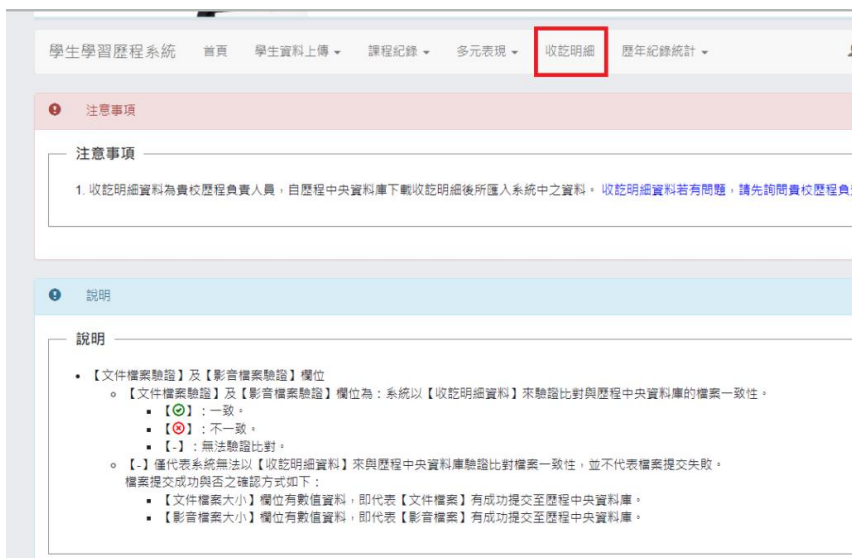 學生學習歷程系統 首頁 學生資料上傳 課程紀錄 多元表現 收訖明細 歷年紀錄統計
注意事項
注意事項
1. 收訖明細資料為貴校歷程負責人員，自歷程中央資料庫下載收訖明細後所匯入系統中之資料。收訖明細資料若有問題，請先詢問貴校歷程負
說明
說明
【文件檔案驗證】及【影音檔案驗證】欄位
【文件檔案驗證】及【影音檔案驗證】欄位為：系統以【收訖明細資料】來驗證比對與歷程中央資料庫的檔案一致性。
【✓】：一致。
【✗】：不一致。
【-】：無法驗證比對。
【-】僅代表系統無法以【收訖明細資料】來與歷程中央資料庫驗證比對檔案一致性，並不代表檔案提交失敗。
檔案提交成功與否之確認方式如下：
【文件檔案大小】欄位有數值資料，即代表【文件檔案】有成功提交至歷程中央資料庫。
【影音檔案大小】欄位有數值資料，即代表【影音檔案】有成功提交至歷程中央資料庫。